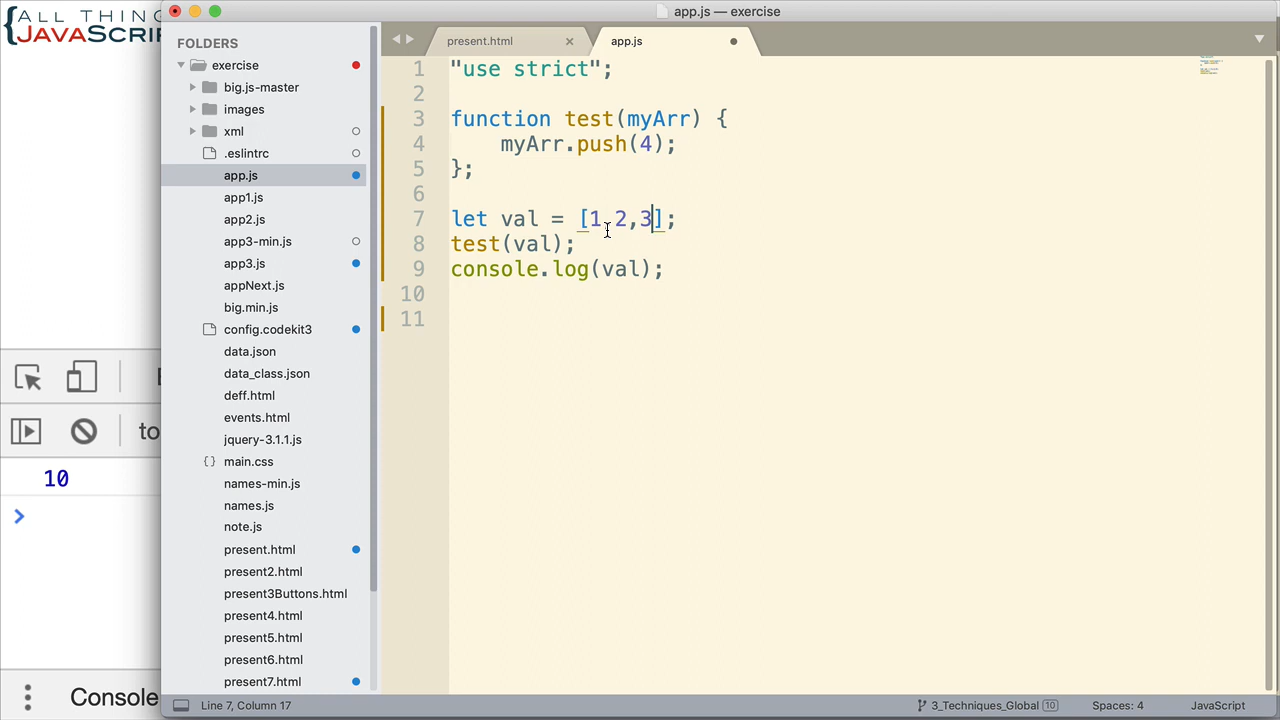 {ALL THING
JAVASCRIP
app.js — exercise
FOLDERS
exercise
big.js-master
images
xml
.eslintrc
app.js
app1.js
app2.js
app3-min.js
app3.js
appNext.js
big.min.js
config.codekit3
data.json
data_class.json
deff.html
events.html
jquery-3.1.1.js
{} main.css
names-min.js
names.js
note.js
present.html
present2.html
present3Buttons.html
present4.html
present5.html
present6.html
present7.html
present.html ×
app.js
1 "use strict";
2
3 function test(myArr) {
4 myArr.push(4);
5 };
6
7 let val = [1,2,3];
8 test(val);
9 console.log(val);
10
11
to
10
>
Console
Line 7, Column 17
3_Techniques_Global 10
Spaces: 4
JavaScript